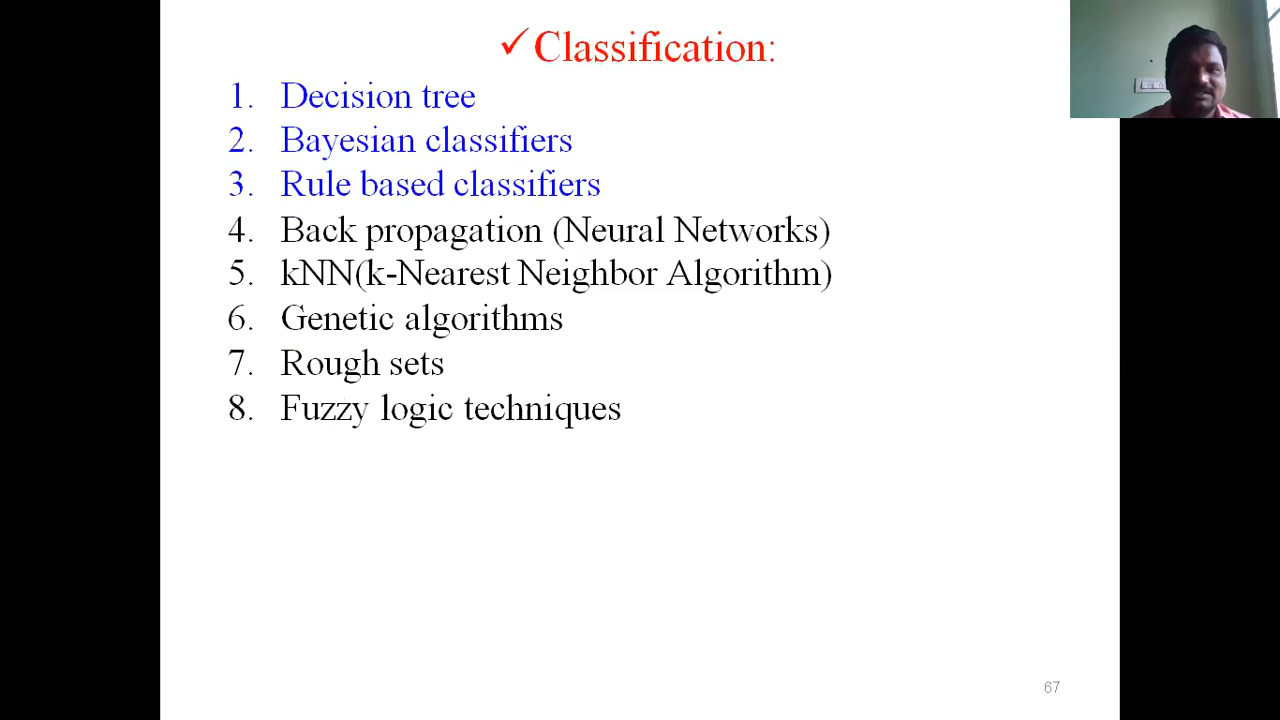 ✓Classification:
1. Decision tree
2. Bayesian classifiers
3. Rule based classifiers
4. Back propagation (Neural Networks)
5. kNN(k-Nearest Neighbor Algorithm)
6. Genetic algorithms
7. Rough sets
8. Fuzzy logic techniques
67